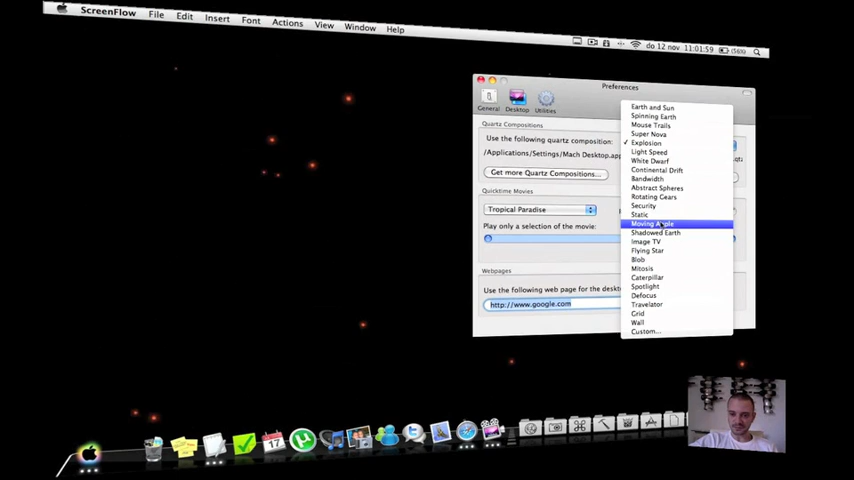 ScreenFlow File Edit Insert Font Actions View Window Help
do 12 nov 11:01:59
Preferences
General Desktop Utilities
Quartz Compositions
Use the following quartz composition:
/Applications/Settings/Mach Desktop.app
Get more Quartz Compositions...
Quicktime Movies
Tropical Paradise
Play only a selection of the movie:
Webpages
Use the following web page for the deskto
http://www.google.com
Earth and Sun
Spinning Earth
Mouse Trails
Super Nova
✓ Explosion
Light Speed
White Dwarf
Continental Drift
Bandwidth
Abstract Spheres
Rotating Gears
Security
Static
Moving Apple
Shadowed Earth
Image TV
Flying Star
Blob
Mitosis
Caterpillar
Spotlight
Defocus
Travelator
Grid
Wall
Custom...
17